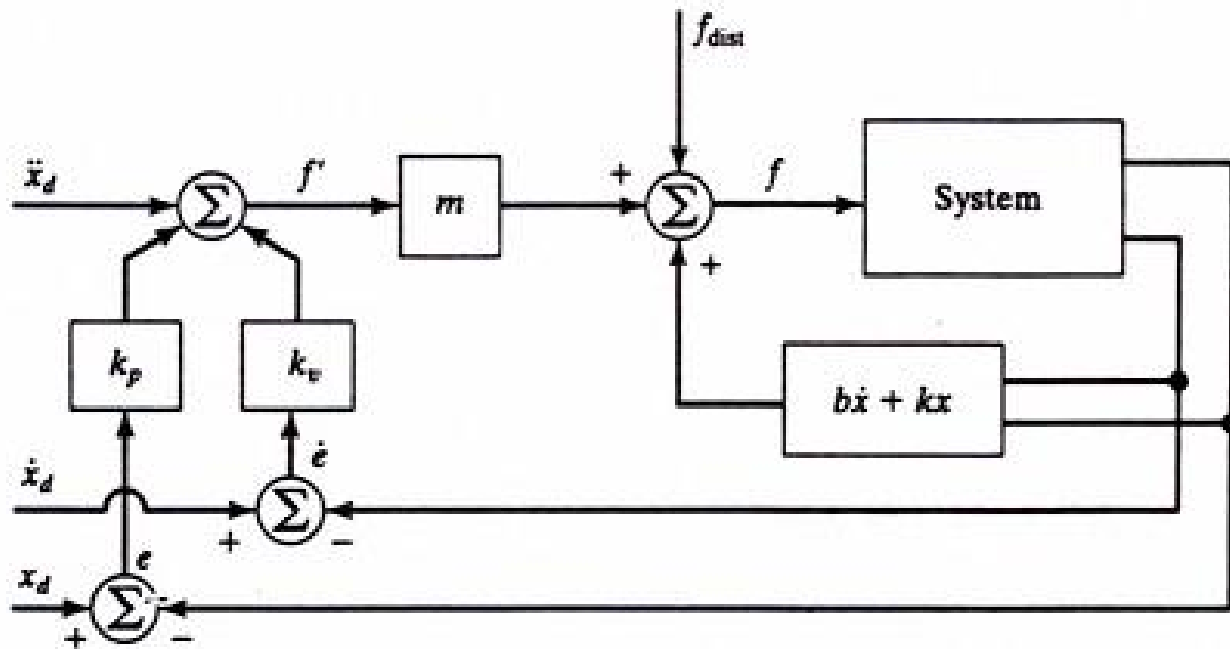 f_dist
ẍ_d
Σ
f'
m
+
Σ
f
System
+
k_p
k_v
bẋ + kx
ẋ_d
ė
Σ
+
−
x_d
e
Σ
+
−